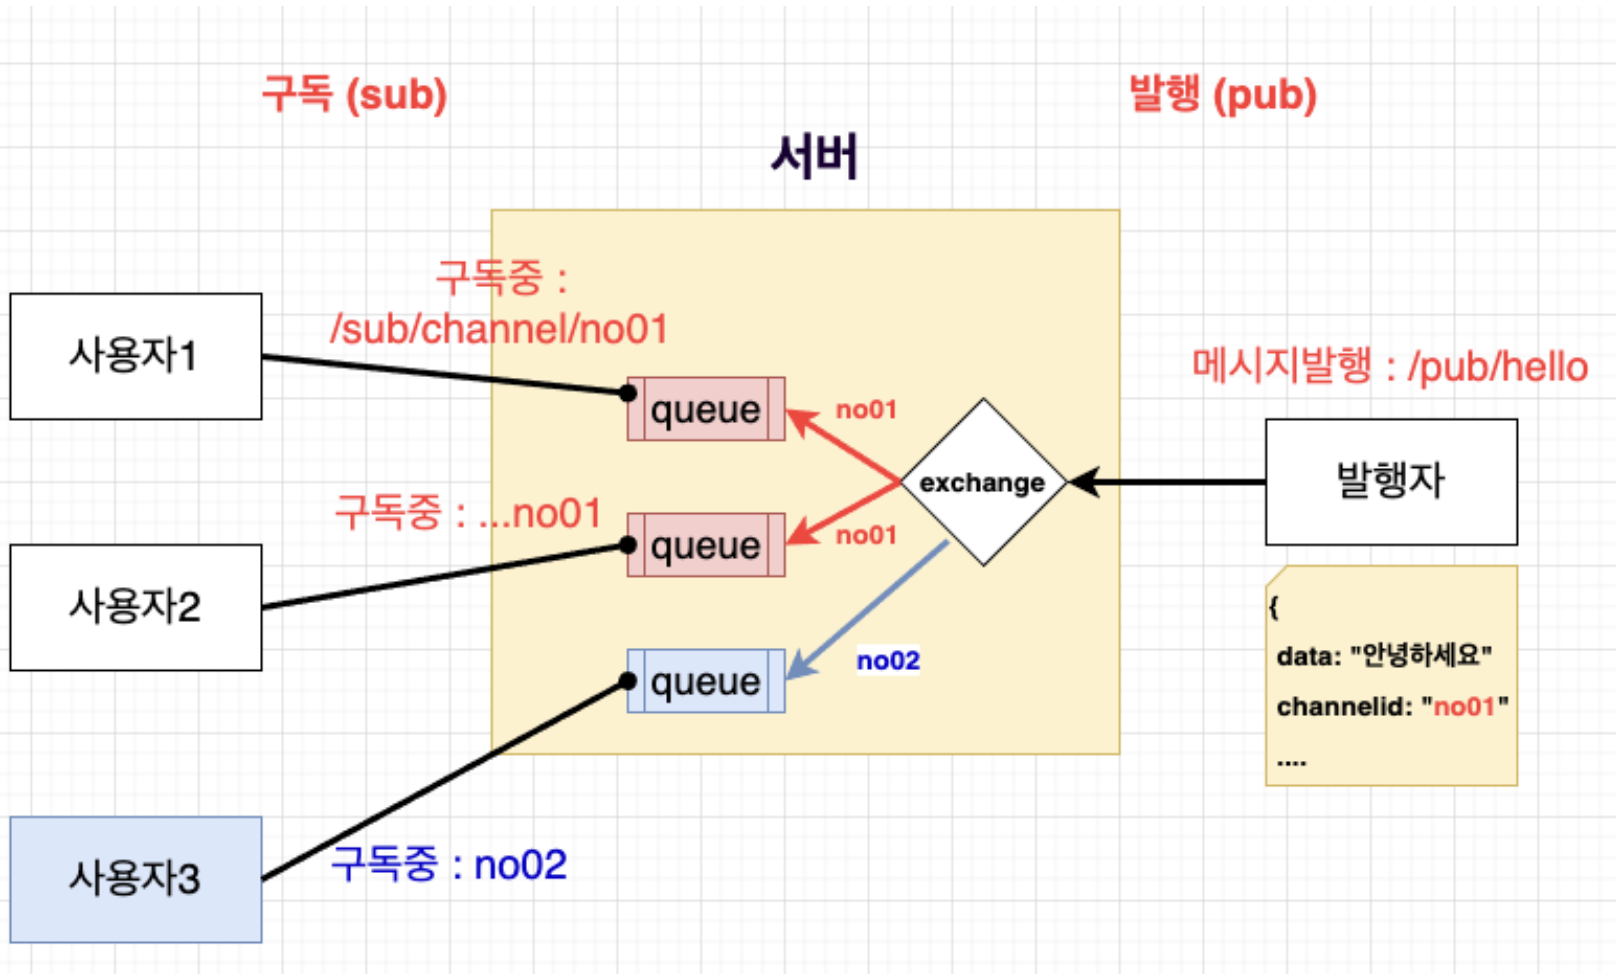 구독 (sub)
발행 (pub)
서버
구독중 :
/sub/channel/no01
사용자1
메시지발행 : /pub/hello
queue
no01
exchange
발행자
구독중 : ...no01
queue
no01
사용자2
{
data: "안녕하세요"
channelid: "no01"
....
queue
no02
사용자3
구독중 : no02